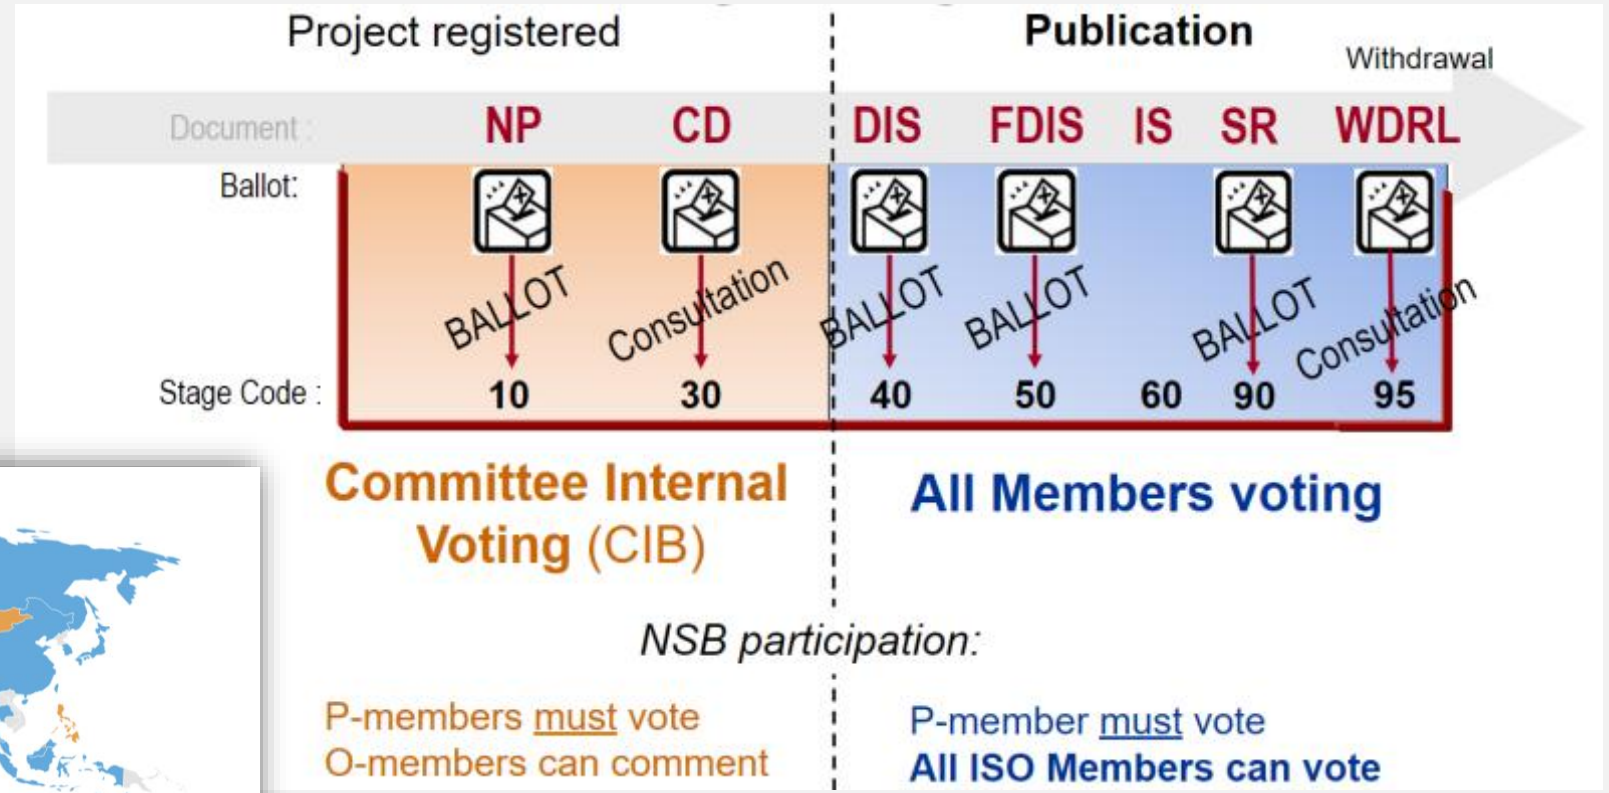 Project registered
Publication
Withdrawal
Document : NP CD DIS FDIS IS SR WDRL
Ballot:
BALLOT Consultation BALLOT BALLOT BALLOT Consultation
Stage Code : 10 30 40 50 60 90 95
Committee Internal
Voting (CIB)
All Members voting
NSB participation:
P-members must vote
O-members can comment
P-member must vote
All ISO Members can vote